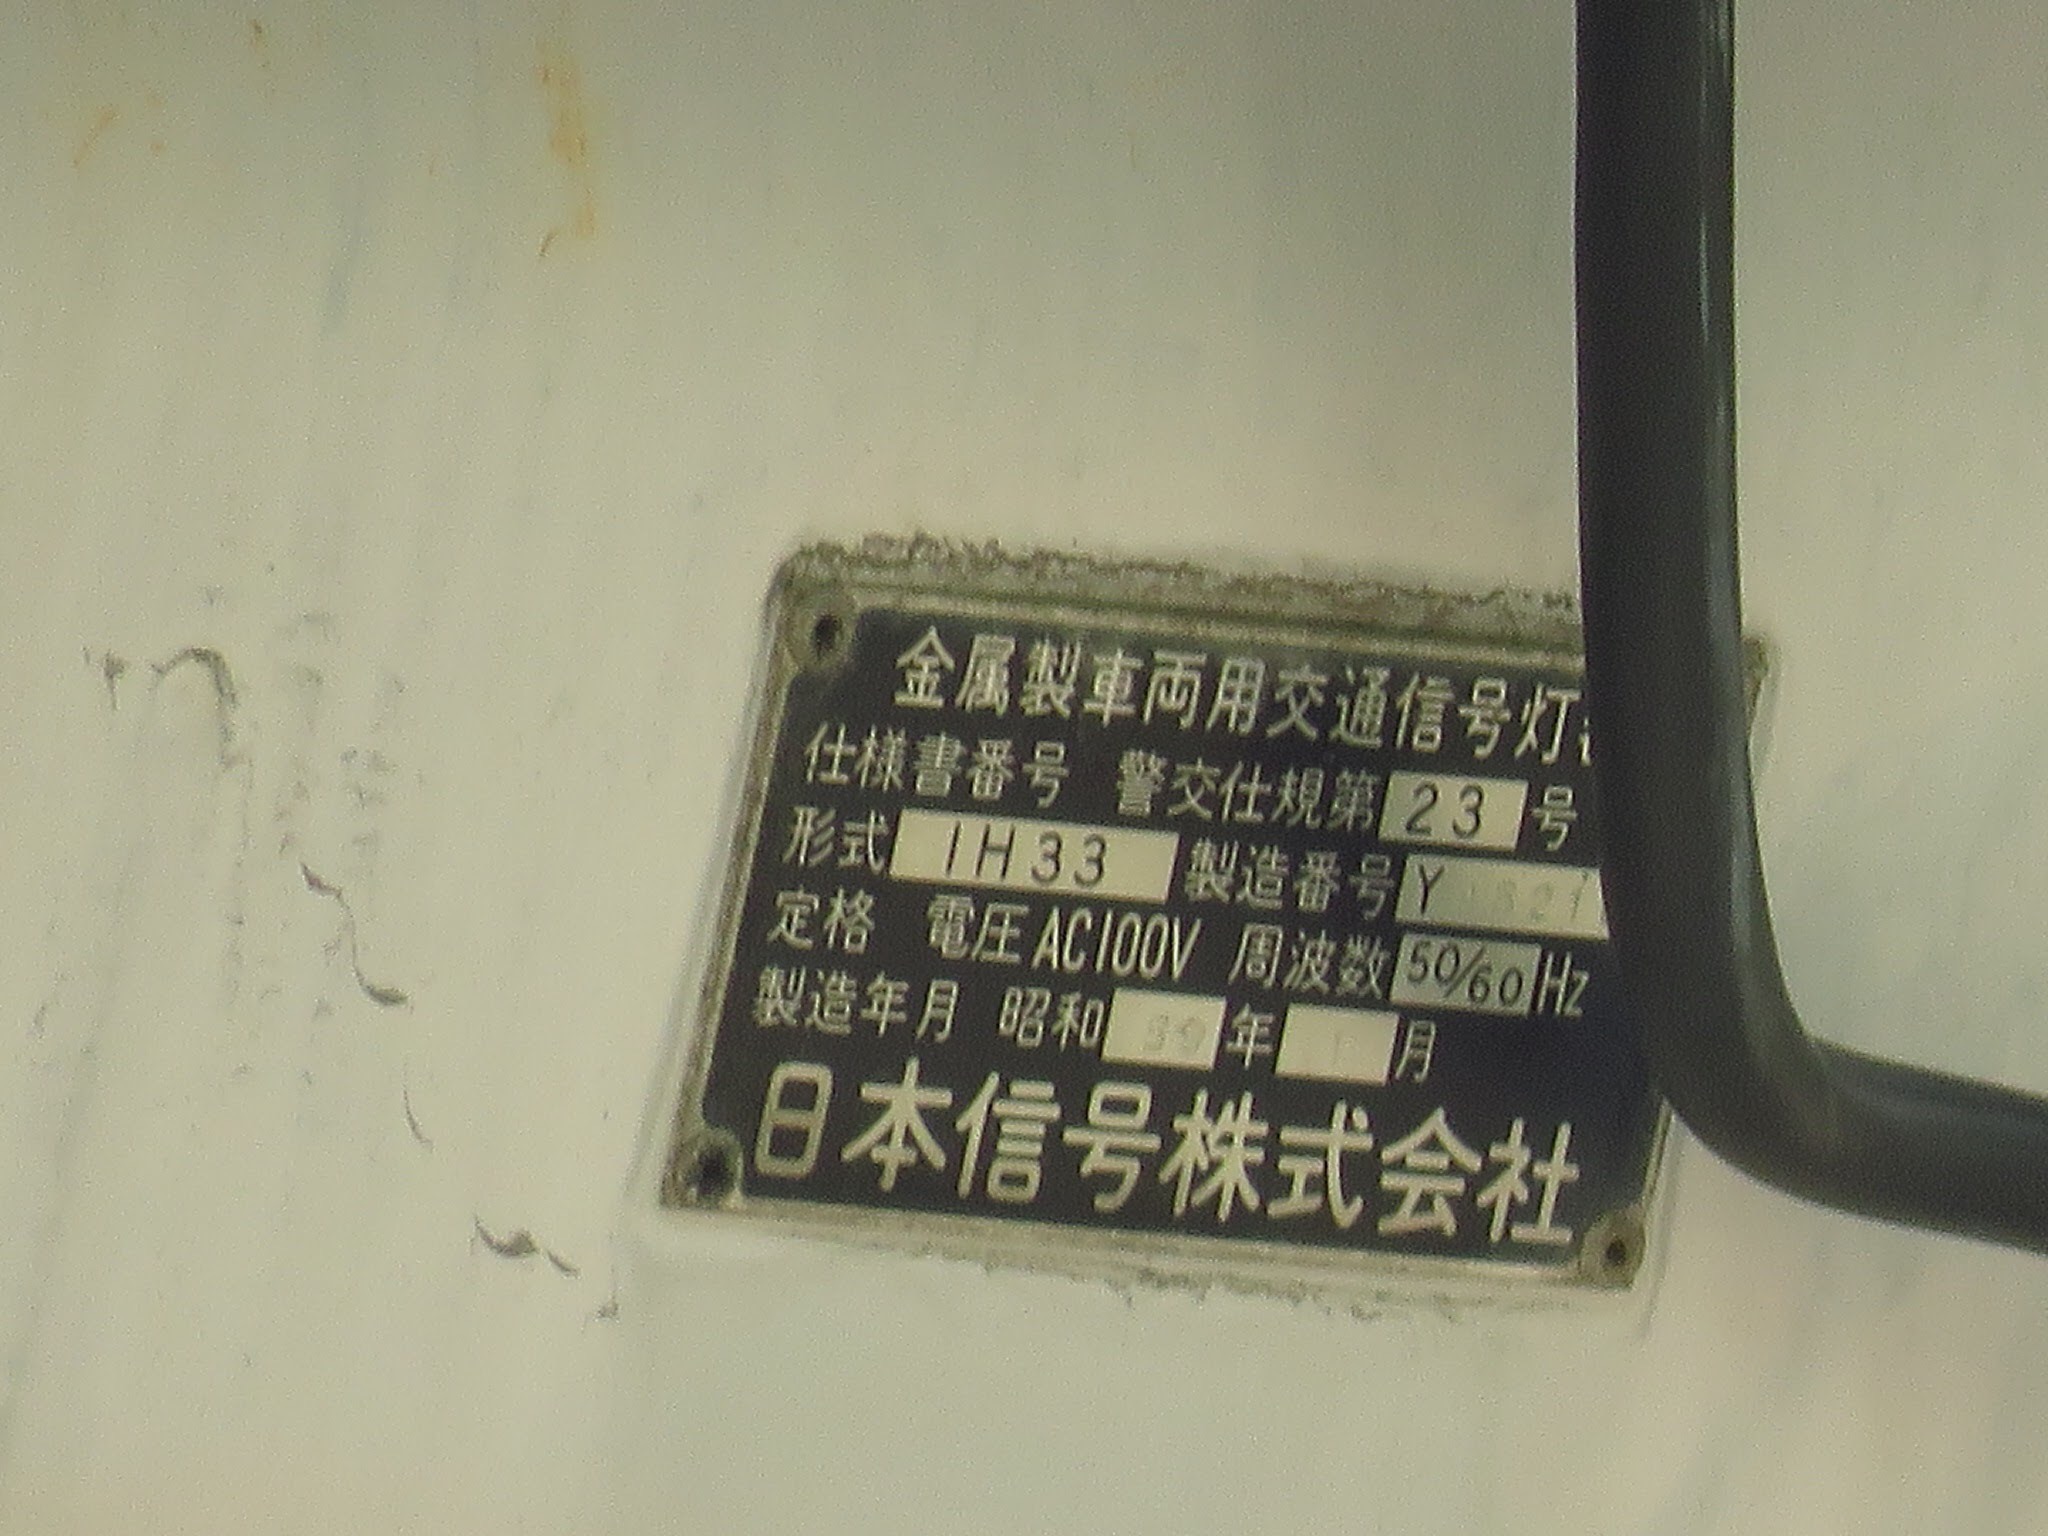 金属製車両用交通信号灯
仕様書番号 警交仕規第 23 号
形式 1H33 製造番号 Y
定格 電圧 AC100V 周波数 50/60 Hz
製造年月 昭和 年 月
日本信号株式会社